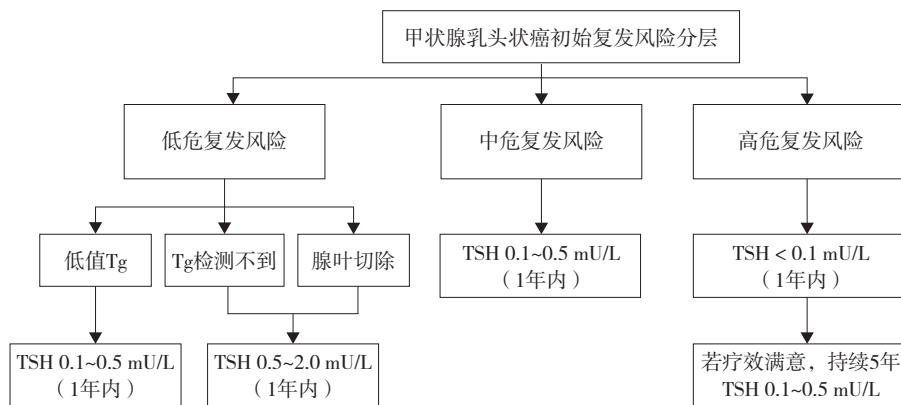 甲状腺乳头状癌初始复发风险分层
低危复发风险
中危复发风险
高危复发风险
低值Tg
Tg检测不到
腺叶切除
TSH 0.1~0.5 mU/L
（1年内）
TSH < 0.1 mU/L
（1年内）
TSH 0.1~0.5 mU/L
（1年内）
TSH 0.5~2.0 mU/L
（1年内）
若疗效满意，持续5年
TSH 0.1~0.5 mU/L